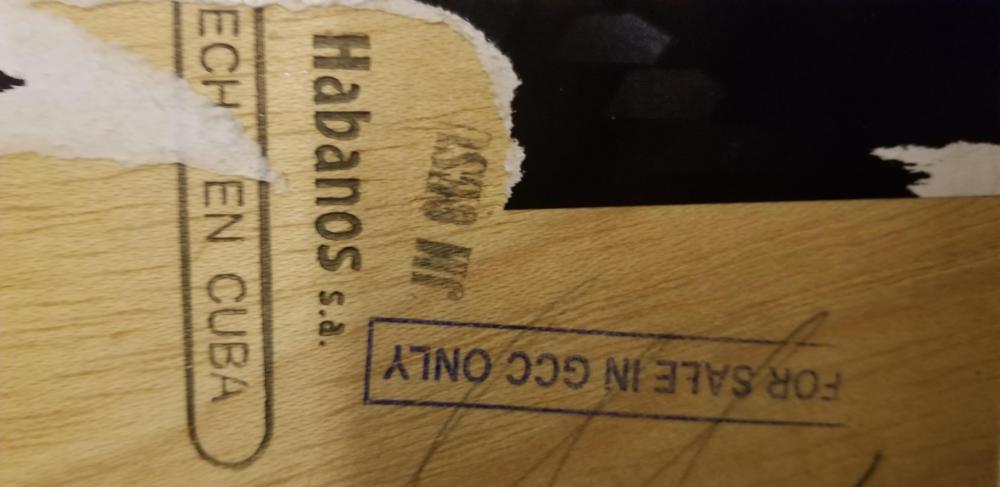 ECH EN CUBA
Habanos s.a.
FOR SALE IN GCC ONLY